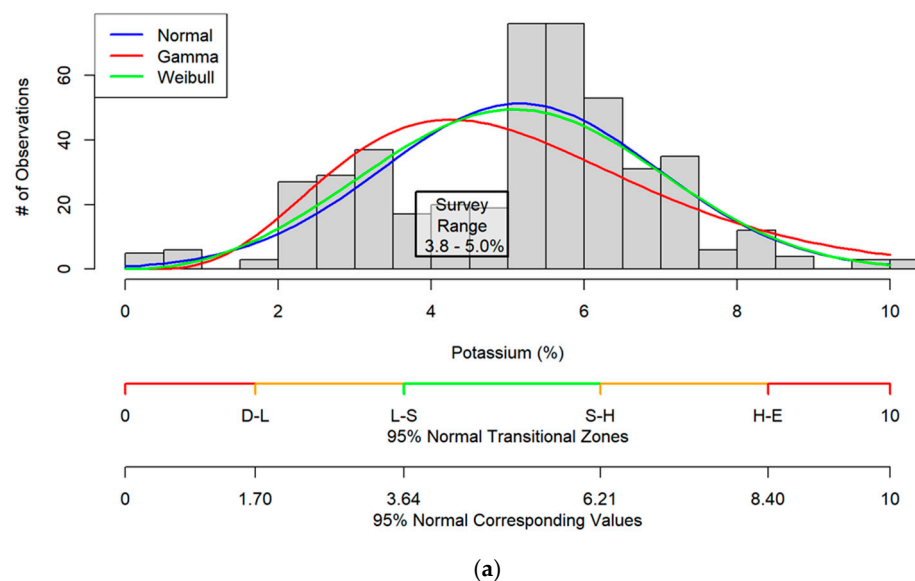 Normal
Gamma
Weibull
# of Observations
60
40
20
0
Survey
Range
3.8 - 5.0%
0 2 4 6 8 10
Potassium (%)
0 D-L L-S S-H H-E 10
95% Normal Transitional Zones
0 1.70 3.64 6.21 8.40 10
95% Normal Corresponding Values
(a)